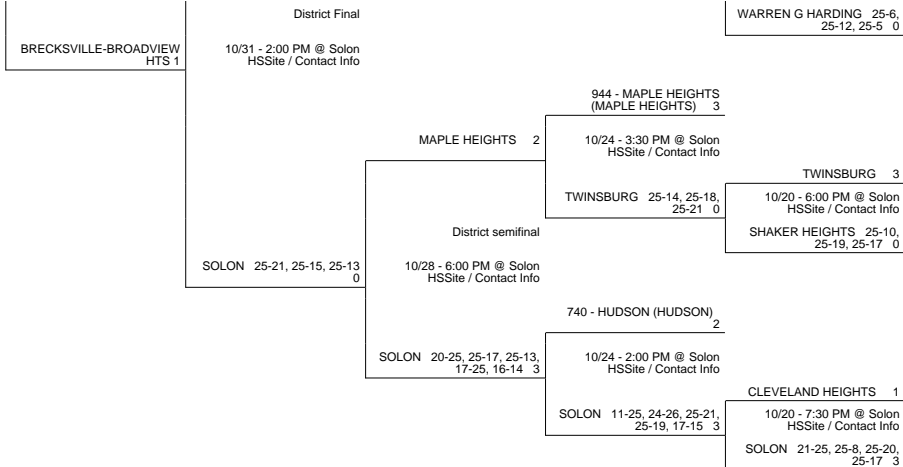 District Final
WARREN G HARDING 25-6,
25-12, 25-5 0
BRECKSVILLE-BROADVIEW
HTS 1
10/31 - 2:00 PM @ Solon
HSSite / Contact Info
944 - MAPLE HEIGHTS
(MAPLE HEIGHTS) 3
MAPLE HEIGHTS 2
10/24 - 3:30 PM @ Solon
HSSite / Contact Info
TWINSBURG 3
TWINSBURG 25-14, 25-18,
25-21 0
10/20 - 6:00 PM @ Solon
HSSite / Contact Info
District semifinal
SHAKER HEIGHTS 25-10,
25-19, 25-17 0
SOLON 25-21, 25-15, 25-13
0
10/28 - 6:00 PM @ Solon
HSSite / Contact Info
740 - HUDSON (HUDSON)
2
SOLON 20-25, 25-17, 25-13,
17-25, 16-14 3
10/24 - 2:00 PM @ Solon
HSSite / Contact Info
CLEVELAND HEIGHTS 1
SOLON 11-25, 24-26, 25-21,
25-19, 17-15 3
10/20 - 7:30 PM @ Solon
HSSite / Contact Info
SOLON 21-25, 25-8, 25-20,
25-17 3